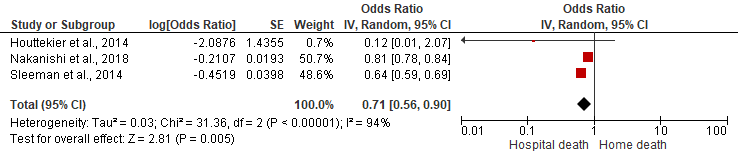 Odds Ratio Odds Ratio
Study or Subgroup log[Odds Ratio] SE Weight IV, Random, 95% CI IV, Random, 95% CI
Houttekier et al., 2014 -2.0876 1.4355 0.7% 0.12 [0.01, 2.07]
Nakanishi et al., 2018 -0.2107 0.0193 50.7% 0.81 [0.78, 0.84]
Sleeman et al., 2014 -0.4519 0.0398 48.6% 0.64 [0.59, 0.69]
Total (95% CI) 100.0% 0.71 [0.56, 0.90]
Heterogeneity: Tau² = 0.03; Chi² = 31.36, df = 2 (P < 0.00001); I² = 94%
Test for overall effect: Z = 2.81 (P = 0.005)
0.01 0.1 1 10 100
Hospital death Home death